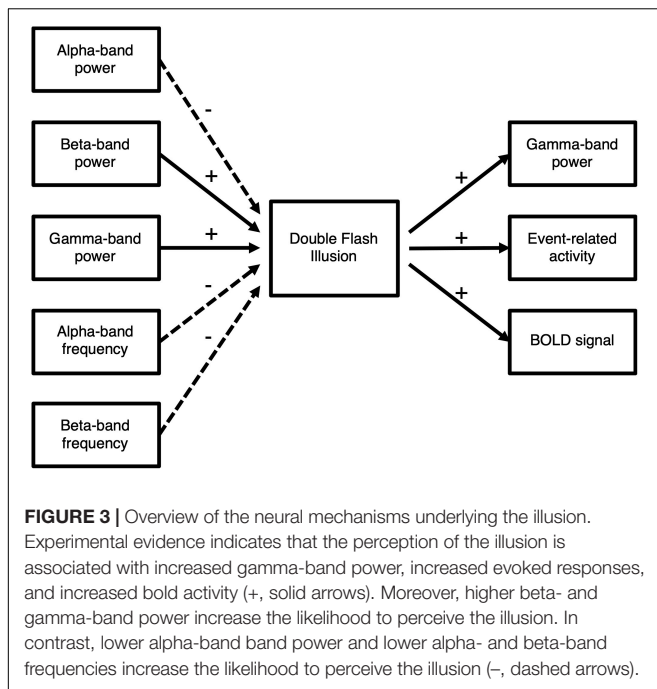 Alpha-band
power
-
Beta-band
power
+
Gamma-band
power
+
Alpha-band
frequency
-
Beta-band
frequency
-
Double Flash
Illusion
+
Gamma-band
power
+
Event-related
activity
+
BOLD signal
FIGURE 3 | Overview of the neural mechanisms underlying the illusion.
Experimental evidence indicates that the perception of the illusion is
associated with increased gamma-band power, increased evoked responses,
and increased bold activity (+, solid arrows). Moreover, higher beta- and
gamma-band power increase the likelihood to perceive the illusion. In
contrast, lower alpha-band band power and lower alpha- and beta-band
frequencies increase the likelihood to perceive the illusion (–, dashed arrows).